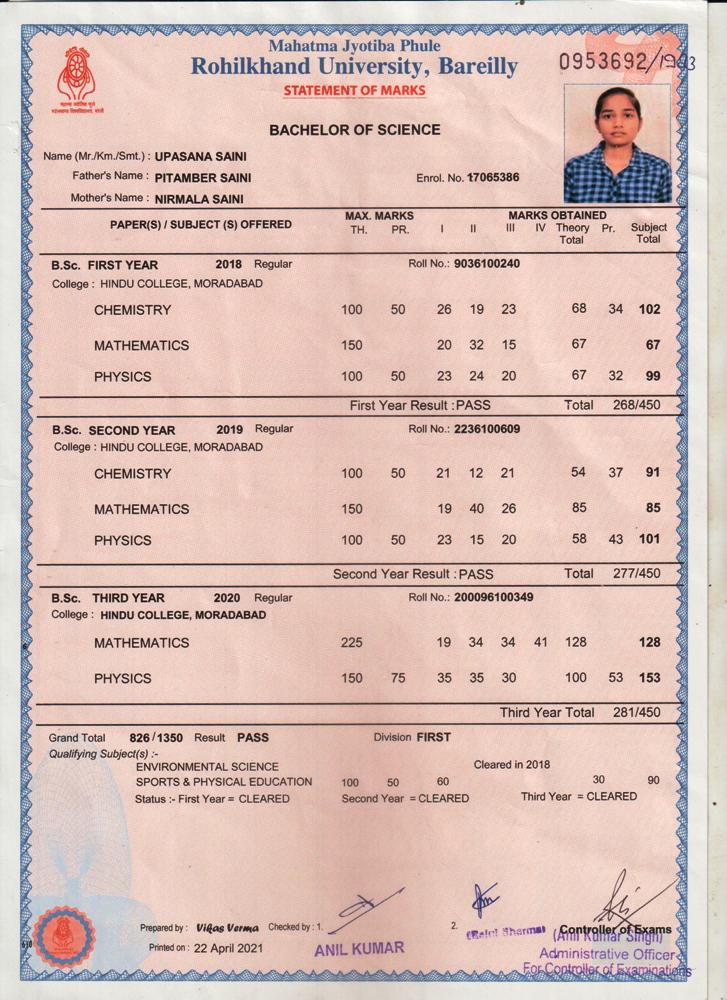 Mahatma Jyotiba Phule
Rohilkhand University, Bareilly
0953692/1983
STATEMENT OF MARKS
BACHELOR OF SCIENCE
Name (Mr./Km./Smt.) : UPASANA SAINI
Father's Name : PITAMBER SAINI Enrol. No. 17065386
Mother's Name : NIRMALA SAINI
PAPER(S) / SUBJECT (S) OFFERED MAX. MARKS MARKS OBTAINED
TH. PR. I II III IV Theory Total Pr. Subject Total
B.Sc. FIRST YEAR 2018 Regular Roll No.: 9036100240
College : HINDU COLLEGE, MORADABAD
CHEMISTRY 100 50 26 19 23 68 34 102
MATHEMATICS 150 20 32 15 67 67
PHYSICS 100 50 23 24 20 67 32 99
First Year Result : PASS Total 268/450
B.Sc. SECOND YEAR 2019 Regular Roll No.: 2236100609
College : HINDU COLLEGE, MORADABAD
CHEMISTRY 100 50 21 12 21 54 37 91
MATHEMATICS 150 19 40 26 85 85
PHYSICS 100 50 23 15 20 58 43 101
Second Year Result : PASS Total 277/450
B.Sc. THIRD YEAR 2020 Regular Roll No.: 200096100349
College : HINDU COLLEGE, MORADABAD
MATHEMATICS 225 19 34 34 41 128 128
PHYSICS 150 75 35 35 30 100 53 153
Third Year Total 281/450
Grand Total 826/1350 Result PASS Division FIRST
Qualifying Subject(s) :-
ENVIRONMENTAL SCIENCE Cleared in 2018
SPORTS & PHYSICAL EDUCATION 100 50 60 30 90
Status :- First Year = CLEARED Second Year = CLEARED Third Year = CLEARED
Prepared by : Vikas Verma Checked by : 1. 2. Controller of Exams
(Anil Kumar Singh)
Printed on : 22 April 2021 ANIL KUMAR Administrative Officer
For Controller of Examinations